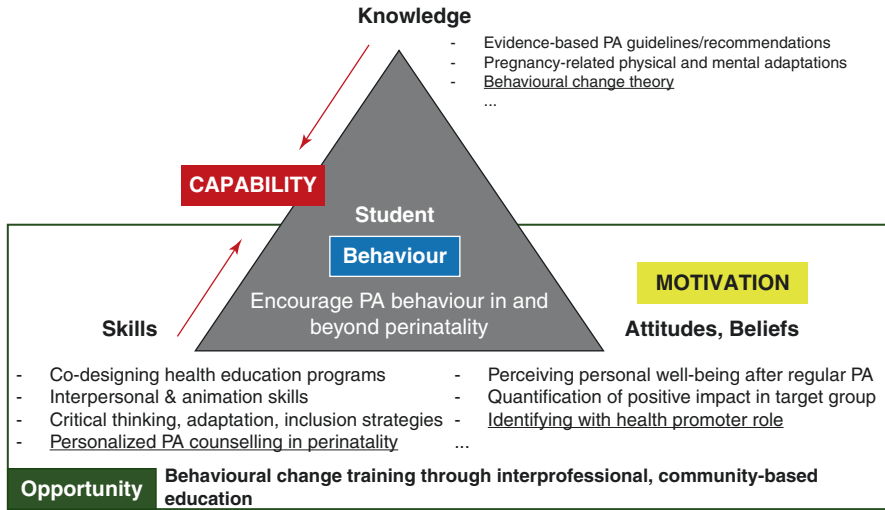 Knowledge
- Evidence-based PA guidelines/recommendations
- Pregnancy-related physical and mental adaptations
- Behavioural change theory
...
CAPABILITY
Student
Behaviour
Encourage PA behaviour in and
beyond perinatality
Skills
- Co-designing health education programs
- Interpersonal & animation skills
- Critical thinking, adaptation, inclusion strategies
- Personalized PA counselling in perinatality
MOTIVATION
Attitudes, Beliefs
- Perceiving personal well-being after regular PA
- Quantification of positive impact in target group
- Identifying with health promoter role
...
Opportunity
Behavioural change training through interprofessional, community-based
education